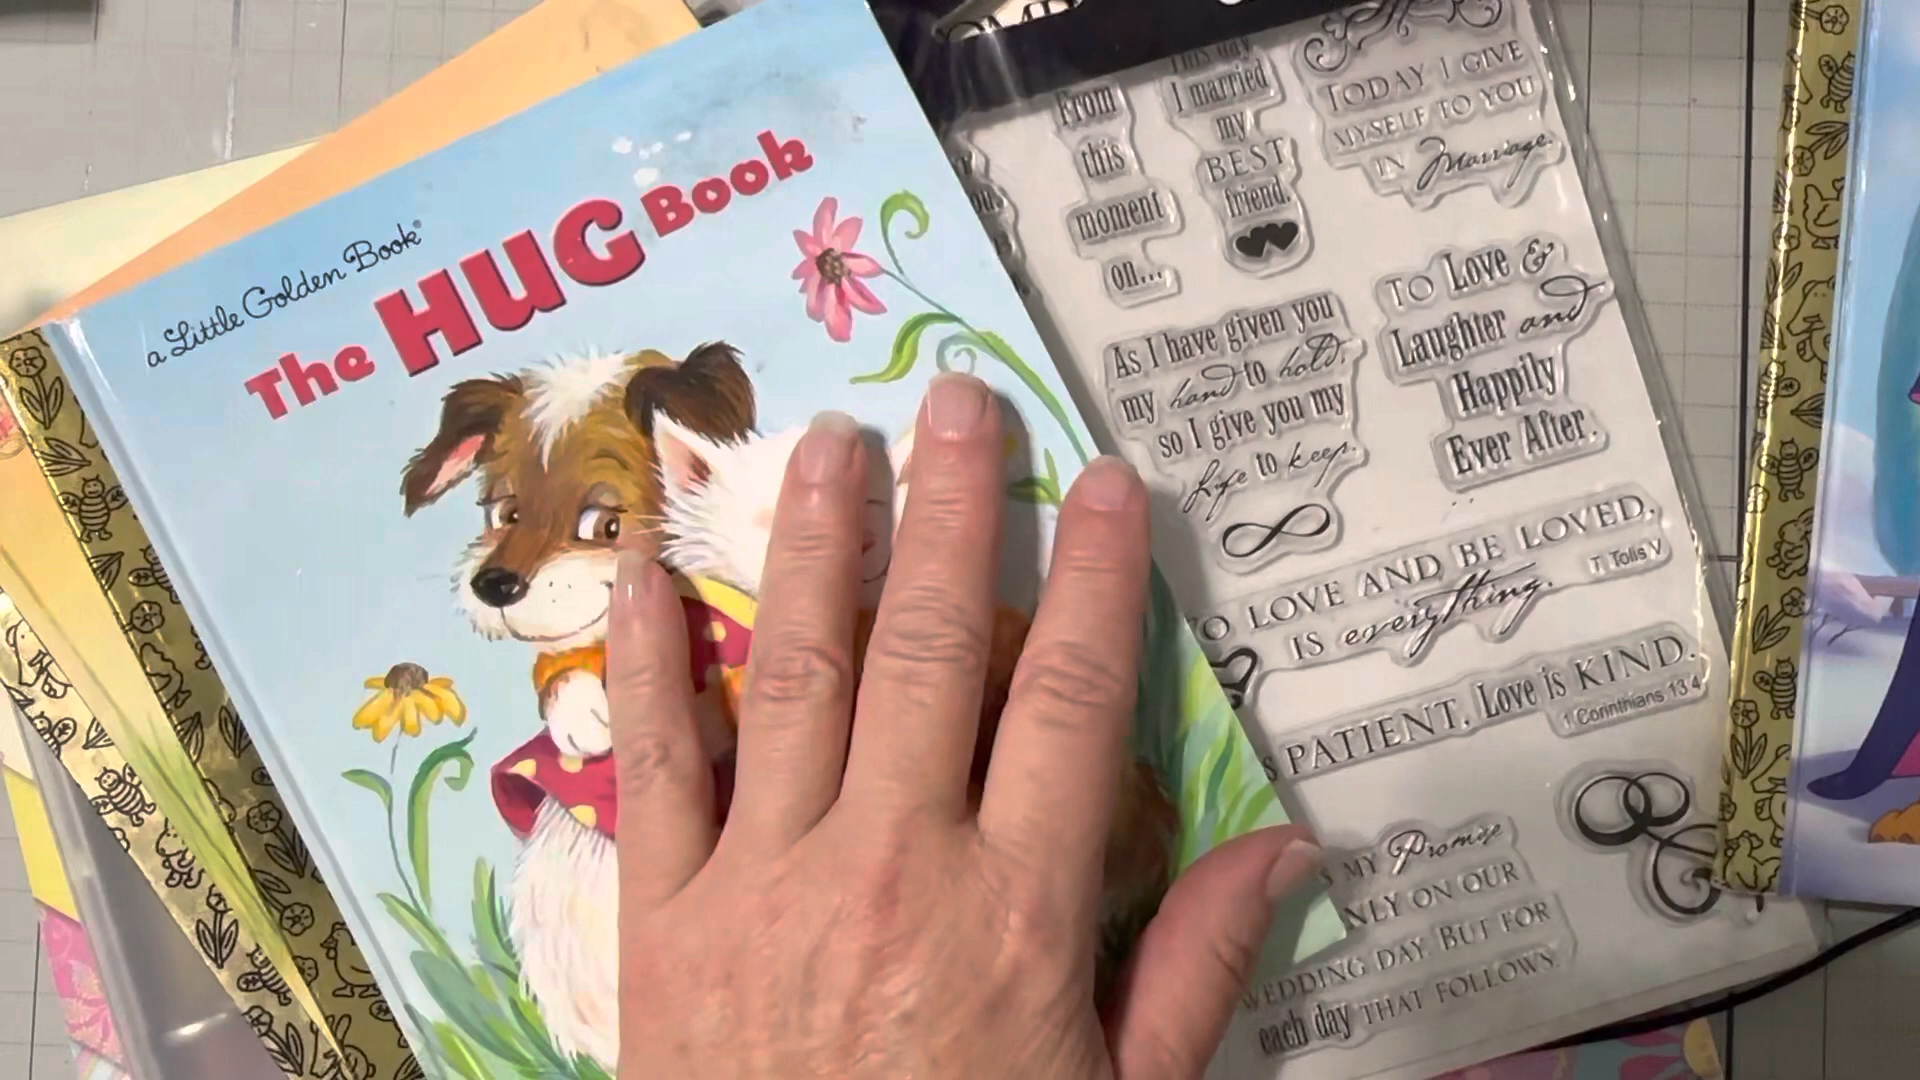 a Little Golden Book®
The HUG Book
From
this
moment
on...
This day
I married
my
BEST
friend.
TODAY I GIVE
MYSELF TO YOU
IN Marriage.
As I have given you
my hand to hold,
so I give you my
Life to keep.
TO Love &
Laughter and
Happily
Ever After.
TO LOVE AND BE LOVED,
IS everything.
T. Tolis V
PATIENT, Love is KIND.
1 Corinthians 13:4
MY Promise
NLY ON OUR
WEDDING DAY. BUT FOR
each day THAT FOLLOWS.